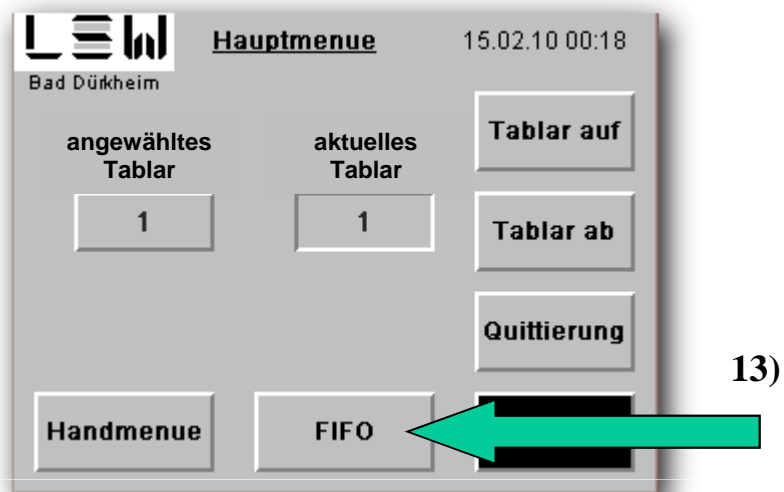 LSW Hauptmenue 15.02.10 00:18
Bad Dürkheim
angewähltes Tablar
aktuelles Tablar
Tablar auf
1
1
Tablar ab
Quittierung
13)
Handmenue
FIFO